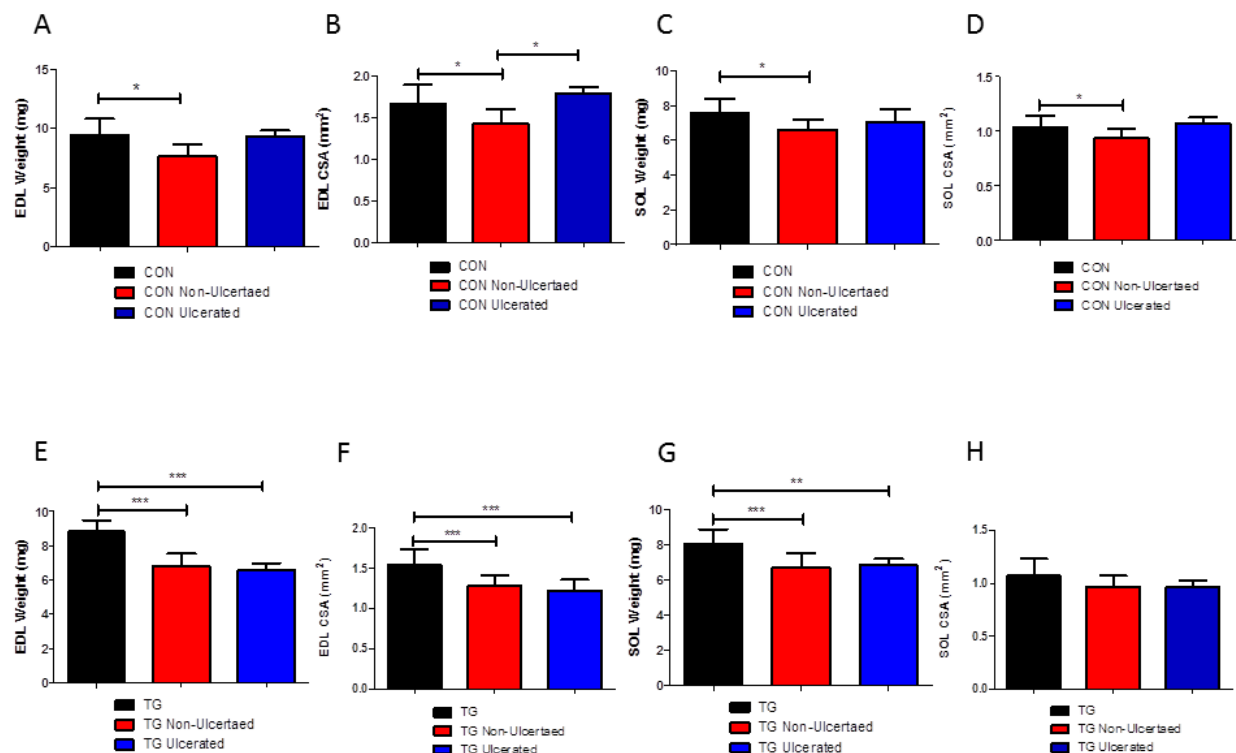 A
B
C
D
*
*
*
*
*
EDL Weight (mg)
15
10
5
0
CON
CON Non-Ulcertaed
CON Ulcerated
EDL CSA (mm²)
2.0
1.5
1.0
0.5
0.0
CON
CON Non-Ulcertaed
CON Ulcerated
SOL Weight (mg)
10
8
6
4
2
0
CON
CON Non-Ulcertaed
CON Ulcerated
SOL CSA (mm²)
1.5
1.0
0.5
0.0
CON
CON Non-Ulcertaed
CON Ulcerated
E
F
G
H
***
***
EDL Weight (mg)
10
8
6
4
2
0
TG
TG Non-Ulcertaed
TG Ulcerated
***
***
EDL CSA (mm²)
2.0
1.5
1.0
0.5
0.0
TG
TG Non-Ulcertaed
TG Ulcerated
**
***
SOL Weight (mg)
10
8
6
4
2
0
TG
TG Non-Ulcertaed
TG Ulcerated
SOL CSA (mm²)
1.5
1.0
0.5
0.0
TG
TG Non-Ulcertaed
TG Ulcerated